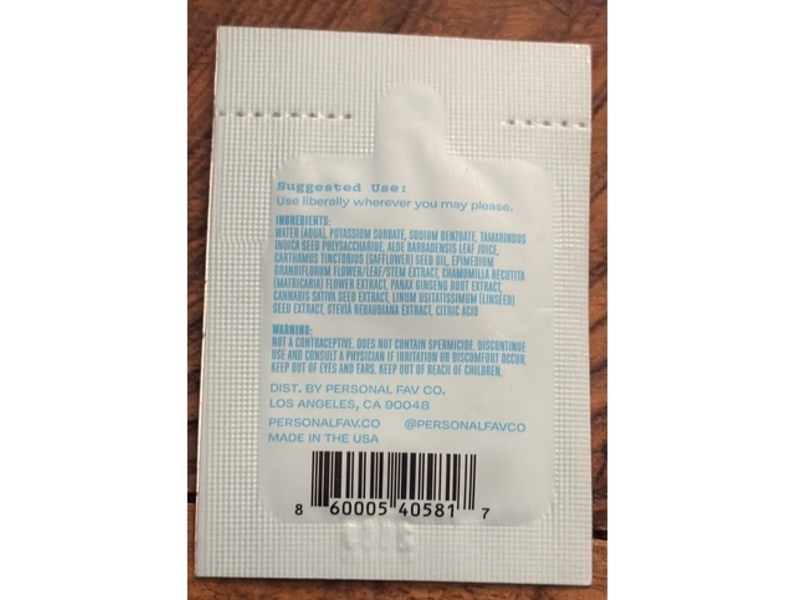 Suggested Use:
Use liberally wherever you may please.
INGREDIENTS:
WATER (AQUA), POTASSIUM SORBATE, SODIUM BENZOATE, TAMARINDUS
INDICA SEED POLYSACCHARIDE, ALOE BARBADENSIS LEAF JUICE,
CARTHAMUS TINCTORIUS (SAFFLOWER) SEED OIL, EPIMEDIUM
GRANDIFLORUM FLOWER/LEAF/STEM EXTRACT, CHAMOMILLA RECUTITA
(MATRICARIA) FLOWER EXTRACT, PANAX GINSENG ROOT EXTRACT,
CANNABIS SATIVA SEED EXTRACT, LINUM USITATISSIMUM (LINSEED)
SEED EXTRACT, STEVIA REBAUDIANA EXTRACT, CITRIC ACID
WARNING:
NOT A CONTRACEPTIVE. DOES NOT CONTAIN SPERMICIDE. DISCONTINUE
USE AND CONSULT A PHYSICIAN IF IRRITATION OR DISCOMFORT OCCUR.
KEEP OUT OF EYES AND EARS. KEEP OUT OF REACH OF CHILDREN.
DIST. BY PERSONAL FAV CO.
LOS ANGELES, CA 90048
PERSONALFAV.CO @PERSONALFAVCO
MADE IN THE USA
8 60005 40581 7